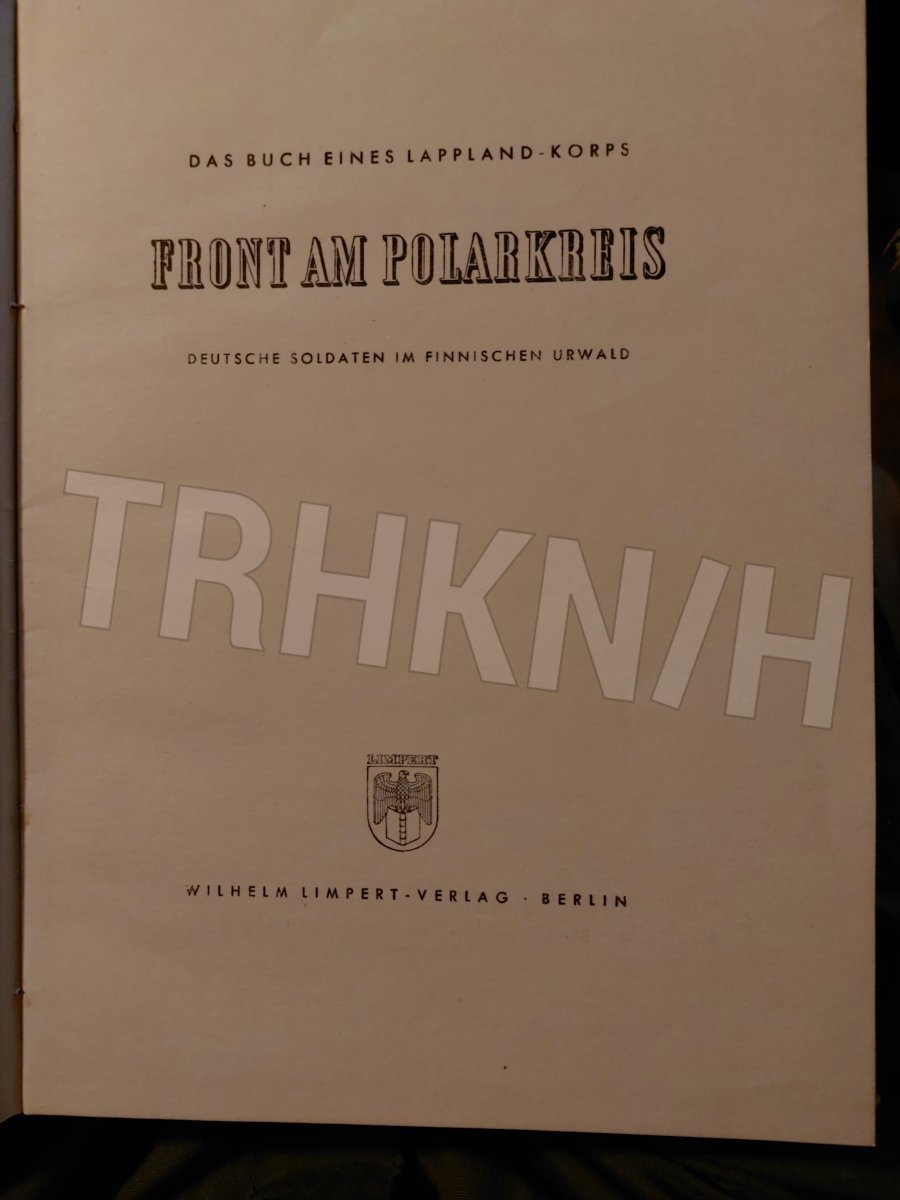 DAS BUCH EINES LAPPLAND-KORPS
FRONT AM POLARKREIS
DEUTSCHE SOLDATEN IM FINNISCHEN URWALD
TRHKN/H
LIMPERT
WILHELM LIMPERT-VERLAG · BERLIN